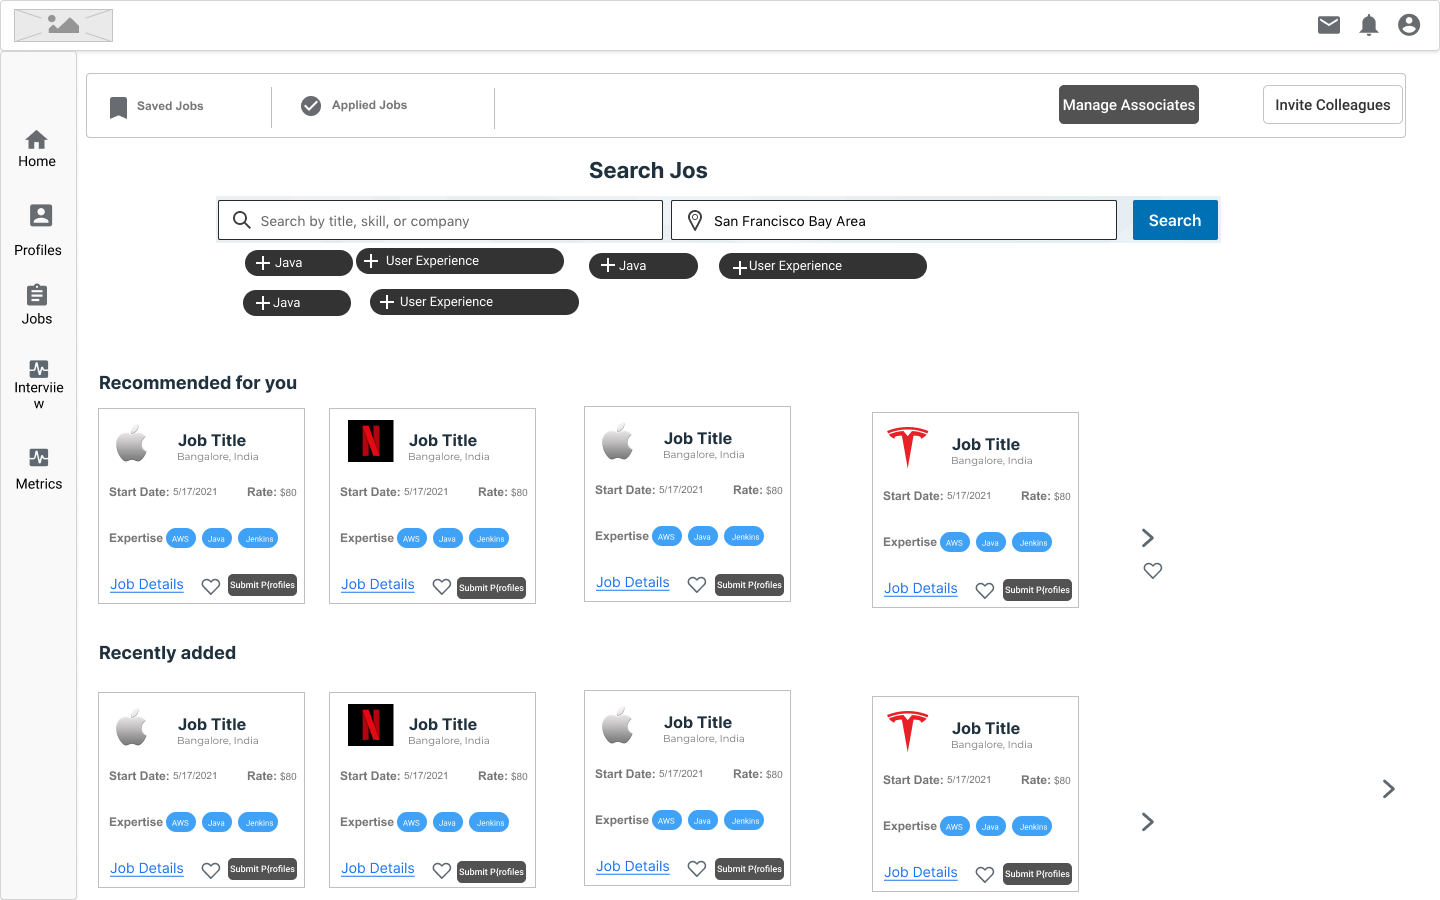 Saved Jobs
Applied Jobs
Manage Associates
Invite Colleagues
Home
Profiles
Jobs
Interviie
w
Metrics
Search Jos
Search by title, skill, or company
San Francisco Bay Area
Search
Java
User Experience
Java
User Experience
Java
User Experience
Recommended for you
Job Title
Bangalore, India
Start Date: 5/17/2021 Rate: $80
Expertise AWS Java Jenkins
Job Details Submit P{rofiles
N
Job Title
Bangalore, India
Start Date: 5/17/2021 Rate: $80
Expertise AWS Java Jenkins
Job Details Submit P{rofiles
Job Title
Bangalore, India
Start Date: 5/17/2021 Rate: $80
Expertise AWS Java Jenkins
Job Details Submit P{rofiles
Job Title
Bangalore, India
Start Date: 5/17/2021 Rate: $80
Expertise AWS Java Jenkins
Job Details Submit P{rofiles
Recently added
Job Title
Bangalore, India
Start Date: 5/17/2021 Rate: $80
Expertise AWS Java Jenkins
Job Details Submit P{rofiles
N
Job Title
Bangalore, India
Start Date: 5/17/2021 Rate: $80
Expertise AWS Java Jenkins
Job Details Submit P{rofiles
Job Title
Bangalore, India
Start Date: 5/17/2021 Rate: $80
Expertise AWS Java Jenkins
Job Details Submit P{rofiles
Job Title
Bangalore, India
Start Date: 5/17/2021 Rate: $80
Expertise AWS Java Jenkins
Job Details Submit P{rofiles